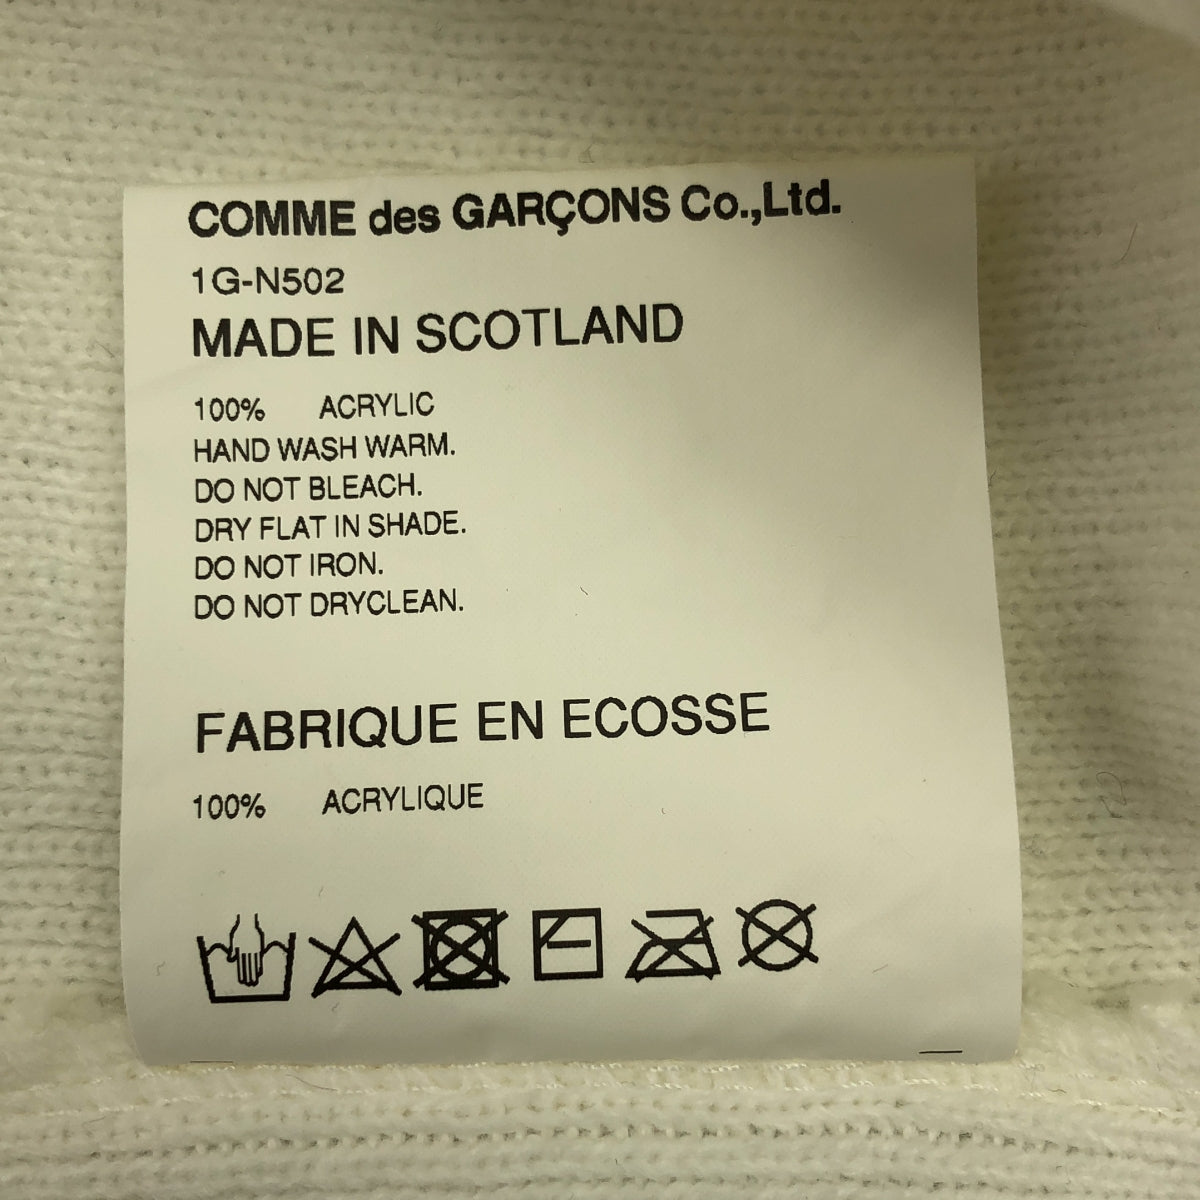 COMME des GARÇONS Co.,Ltd.
1G-N502
MADE IN SCOTLAND
100% ACRYLIC
HAND WASH WARM.
DO NOT BLEACH.
DRY FLAT IN SHADE.
DO NOT IRON.
DO NOT DRYCLEAN.
FABRIQUE EN ECOSSE
100% ACRYLIQUE